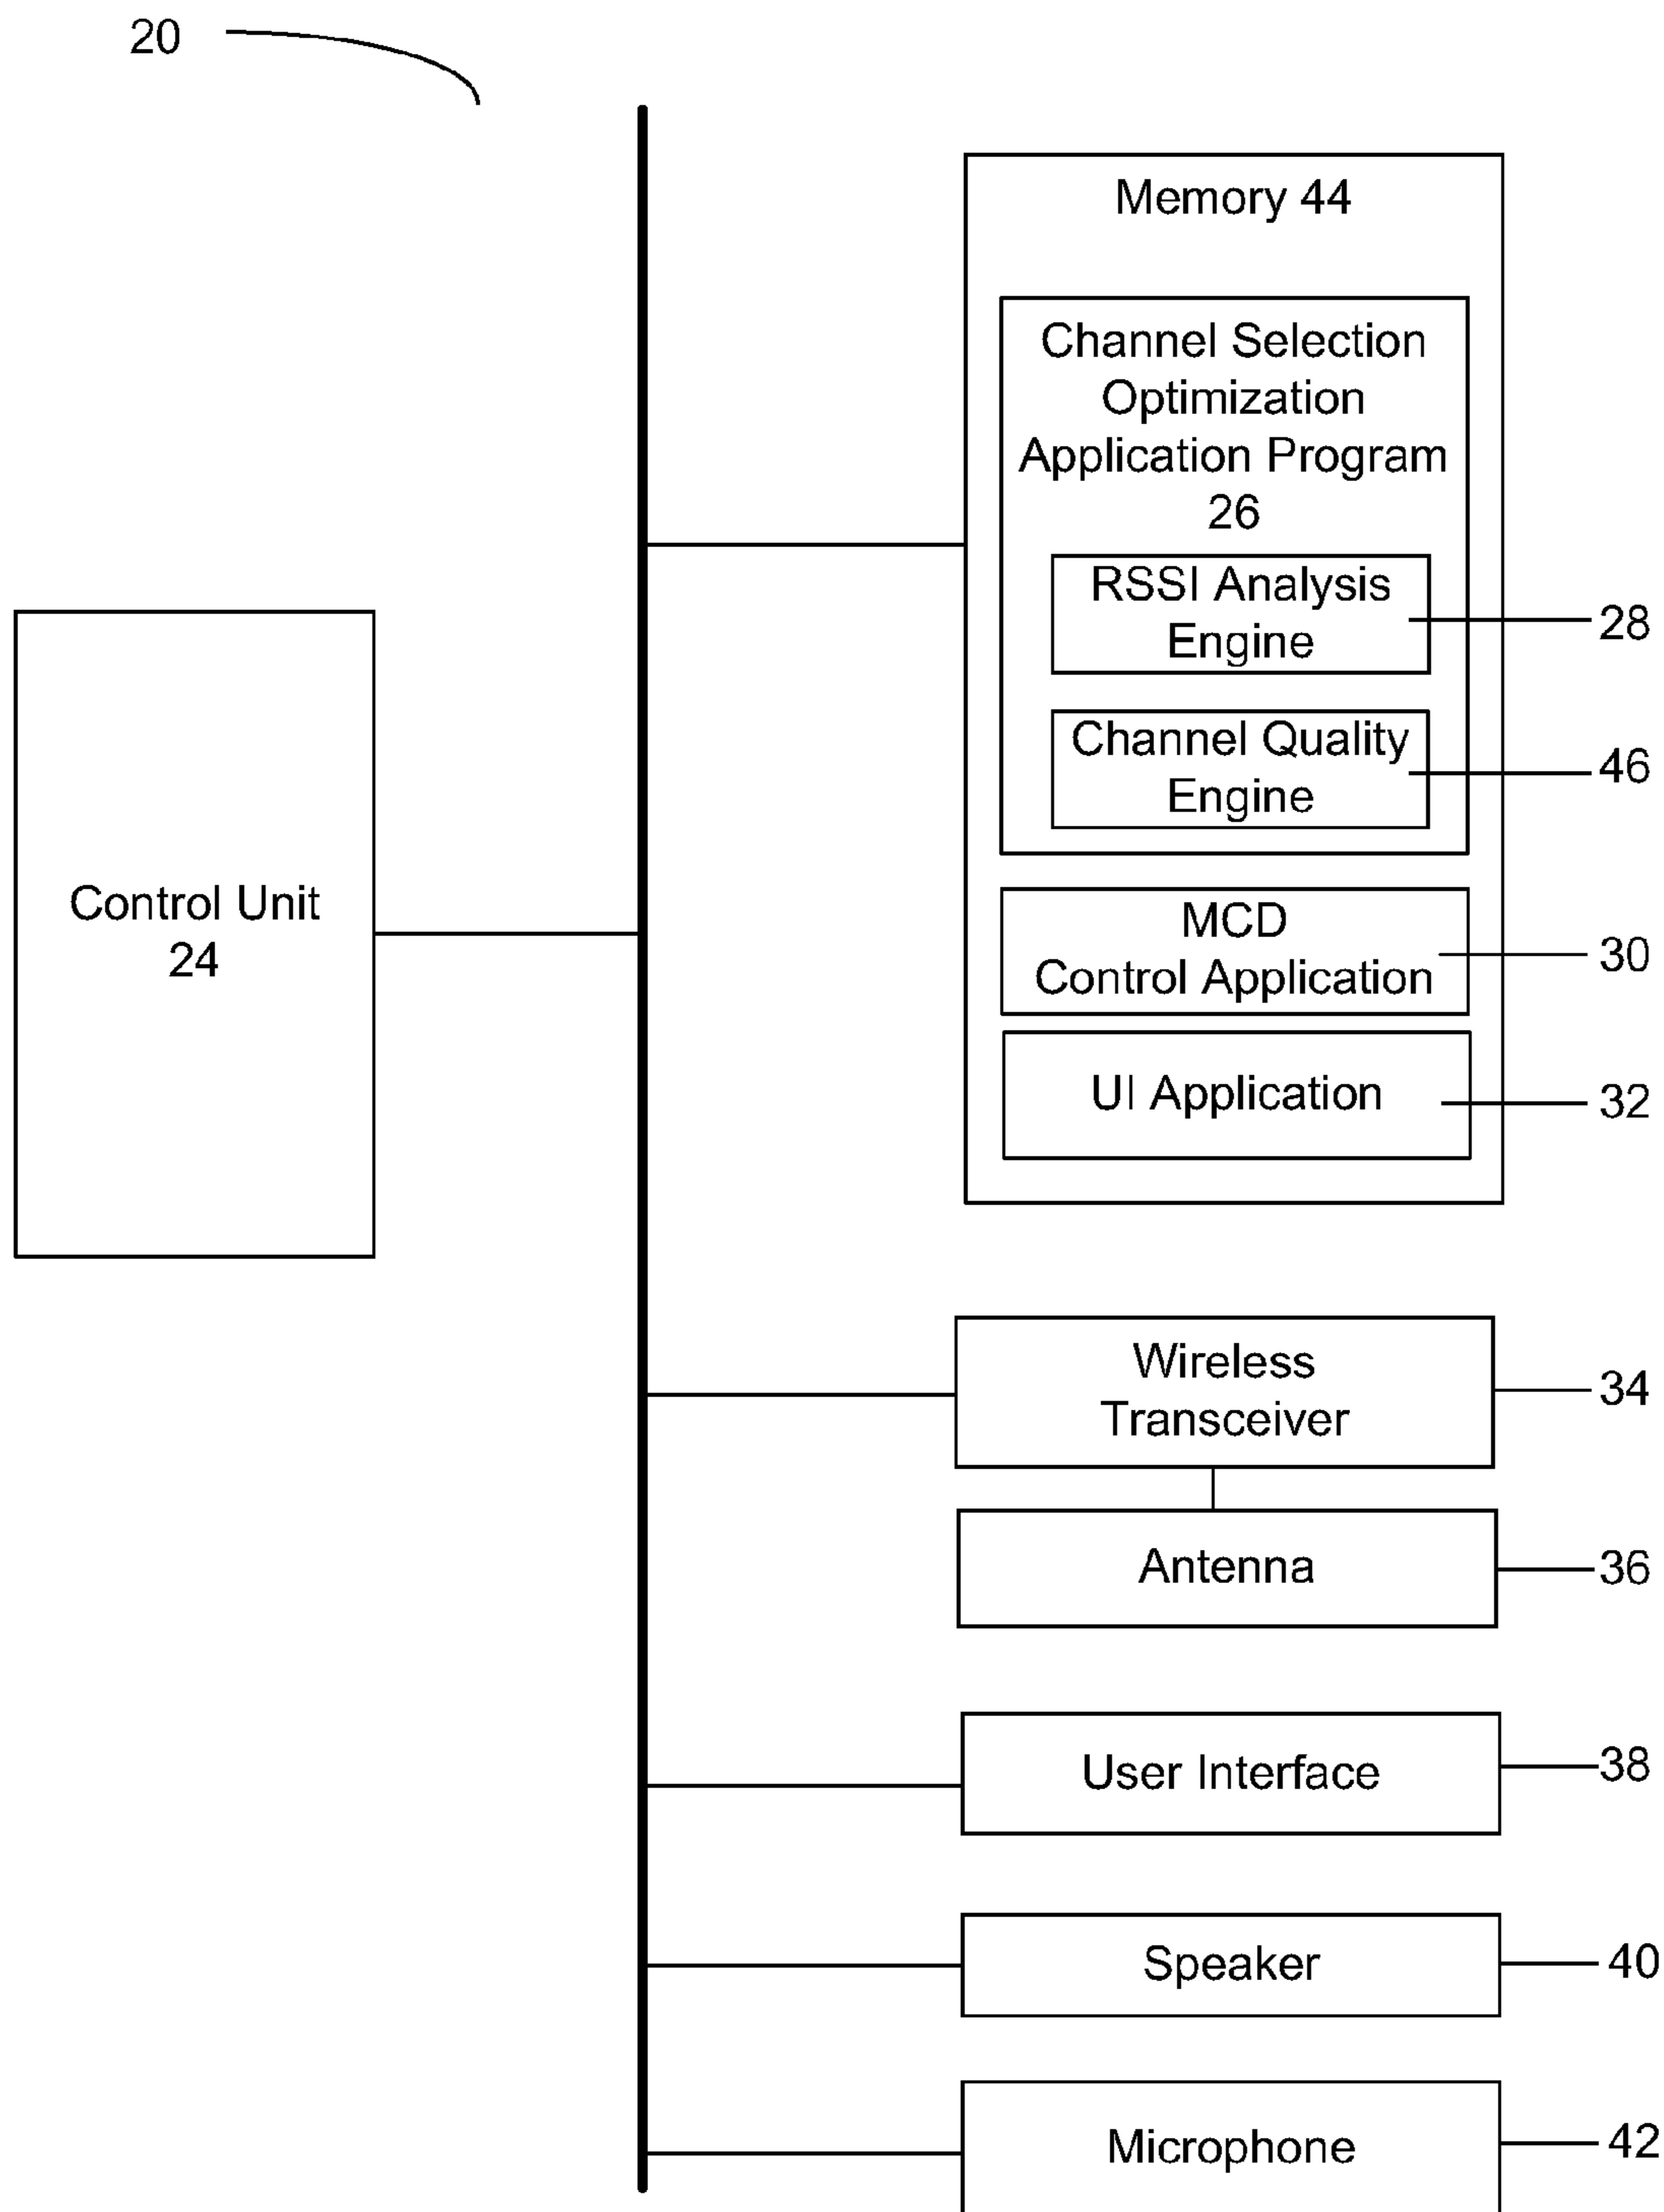 20
Memory 44
Channel Selection
Optimization
Application Program
26
RSSI Analysis
Engine
28
Channel Quality
Engine
46
Control Unit
24
MCD
Control Application
30
UI Application
32
Wireless
Transceiver
34
Antenna
36
User Interface
38
Speaker
40
Microphone
42